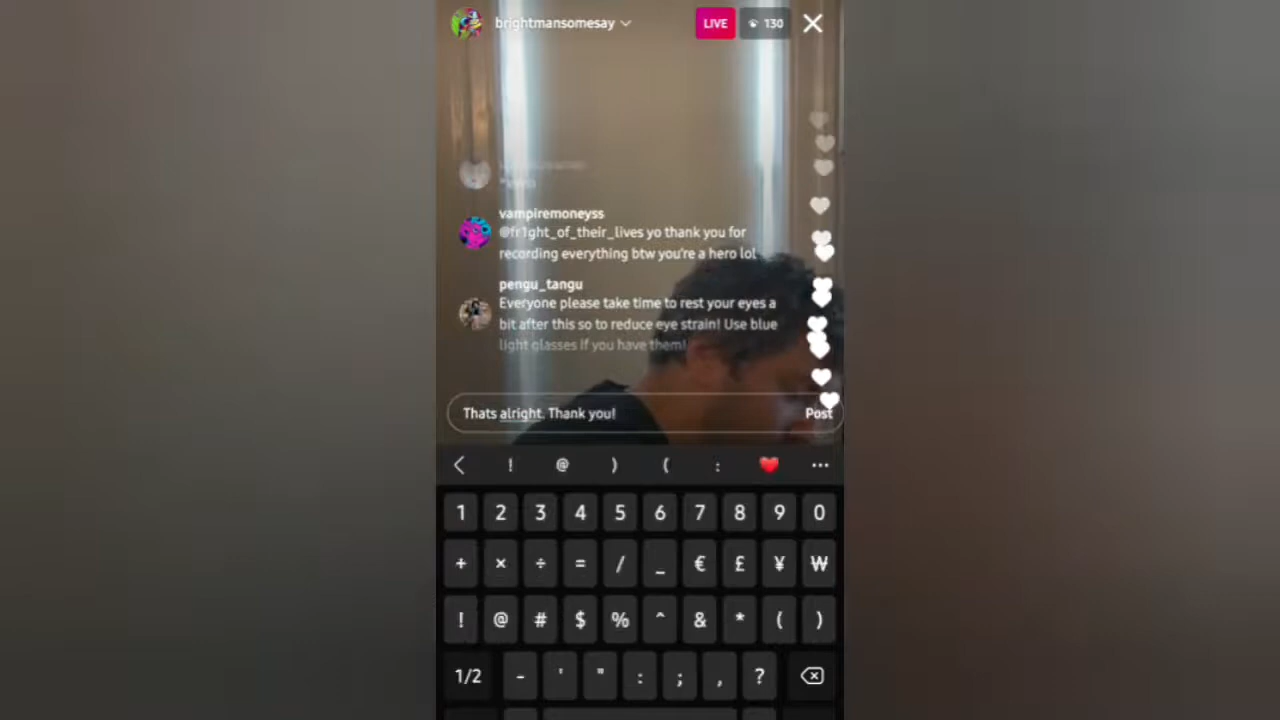 brightmansomesay
LIVE
130
vampiremoneyss
@fr1ght_of_their_lives yo thank you for
recording everything btw you're a hero lol
pengu_tangu
Everyone please take time to rest your eyes a
bit after this so to reduce eye strain! Use blue
light glasses if you have them!
Thats alright. Thank you!
Post
! @ ) ( :
1 2 3 4 5 6 7 8 9 0
+ × ÷ = / _ € £ ¥ ₩
! @ # $ % ^ & * ( )
1/2 - ' " : ; , ?